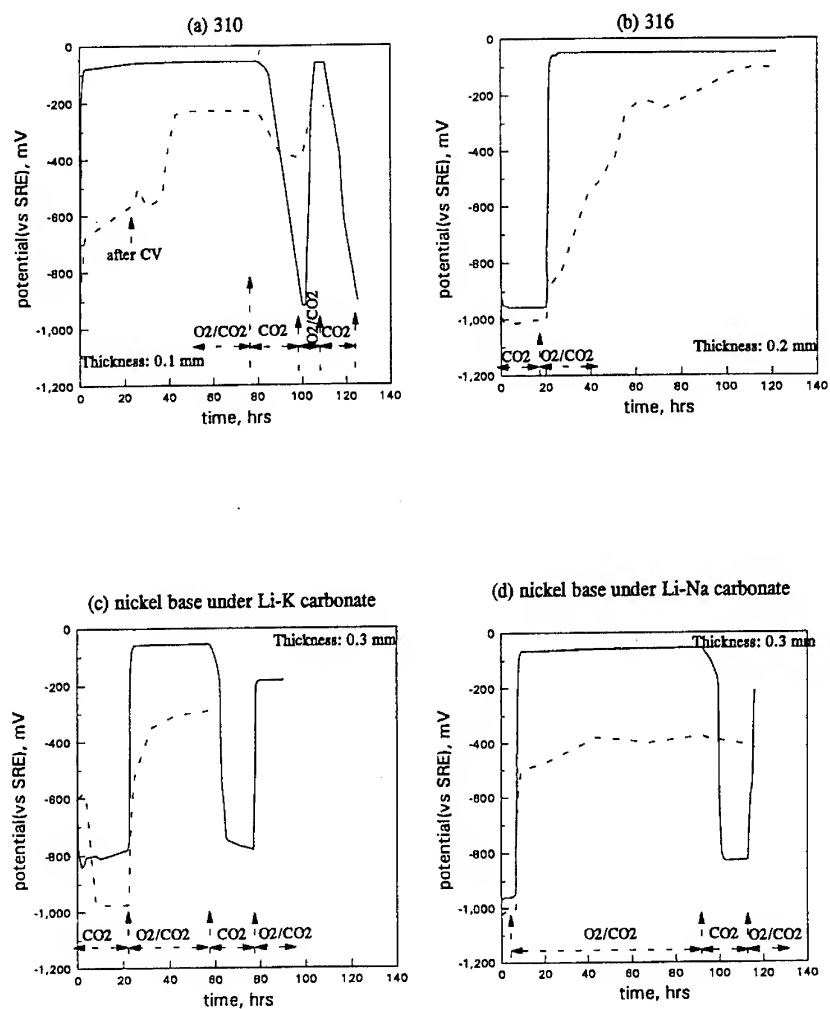 (a) 310
potential(vs SRE), mV
0
-200
-400
-600
-800
-1,000
-1,200
after CV
O2/CO2
CO2
O2/CO2
CO2
Thickness: 0.1 mm
0 20 40 60 80 100 120 140
time, hrs
(b) 316
potential(vs SRE), mV
0
-200
-400
-600
-800
-1,000
-1,200
Thickness: 0.2 mm
CO2
O2/CO2
0 20 40 60 80 100 120 140
time, hrs
(c) nickel base under Li-K carbonate
Thickness: 0.3 mm
potential(vs SRE), mV
0
-200
-400
-600
-800
-1,000
-1,200
CO2
O2/CO2
CO2
O2/CO2
0 20 40 60 80 100 120 140
time, hrs
(d) nickel base under Li-Na carbonate
Thickness: 0.3 mm
potential(vs SRE), mV
0
-200
-400
-600
-800
-1,000
-1,200
O2/CO2
CO2
O2/CO2
0 20 40 60 80 100 120 140
time, hrs